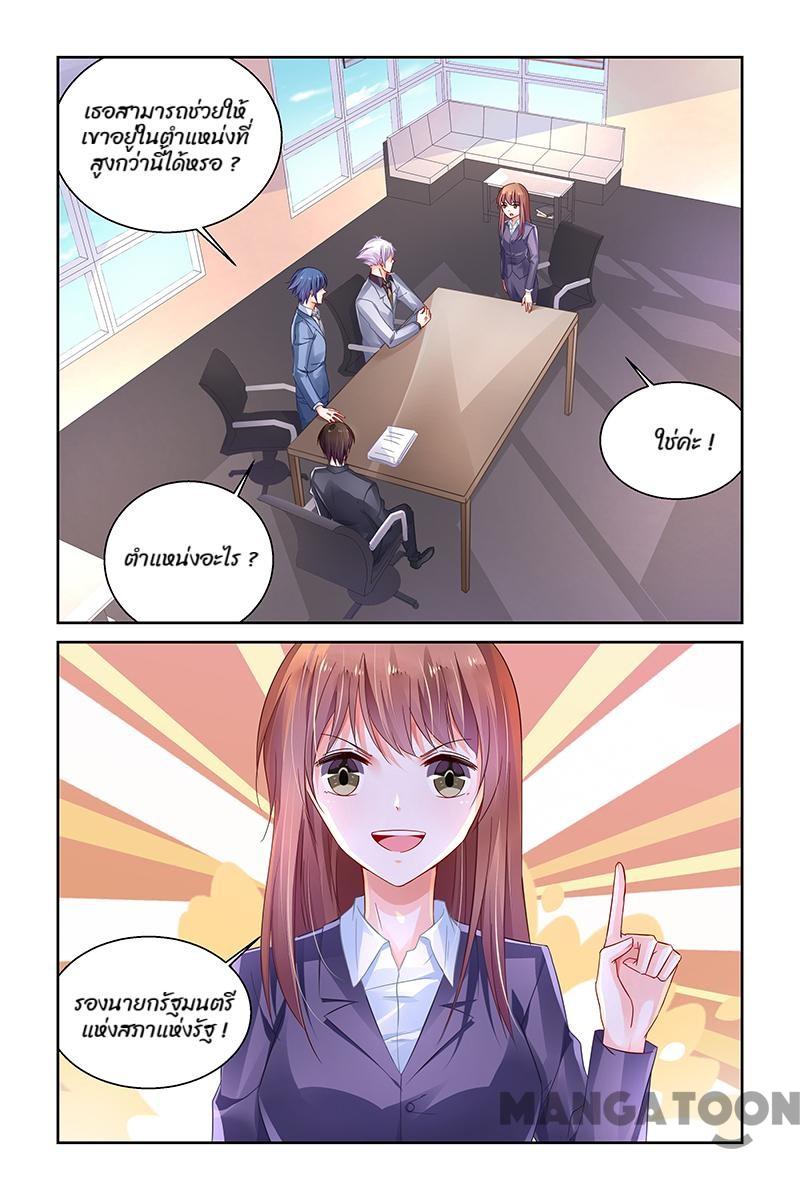 เธอสามารถช่วยให้
เขาอยู่ในตำแหน่งที่
สูงกว่านี้ได้หรอ ?
ใช่ค่ะ !
ตำแหน่งอะไร ?
รองนายกรัฐมนตรี
แห่งสภาแห่งรัฐ !
MANGATOON